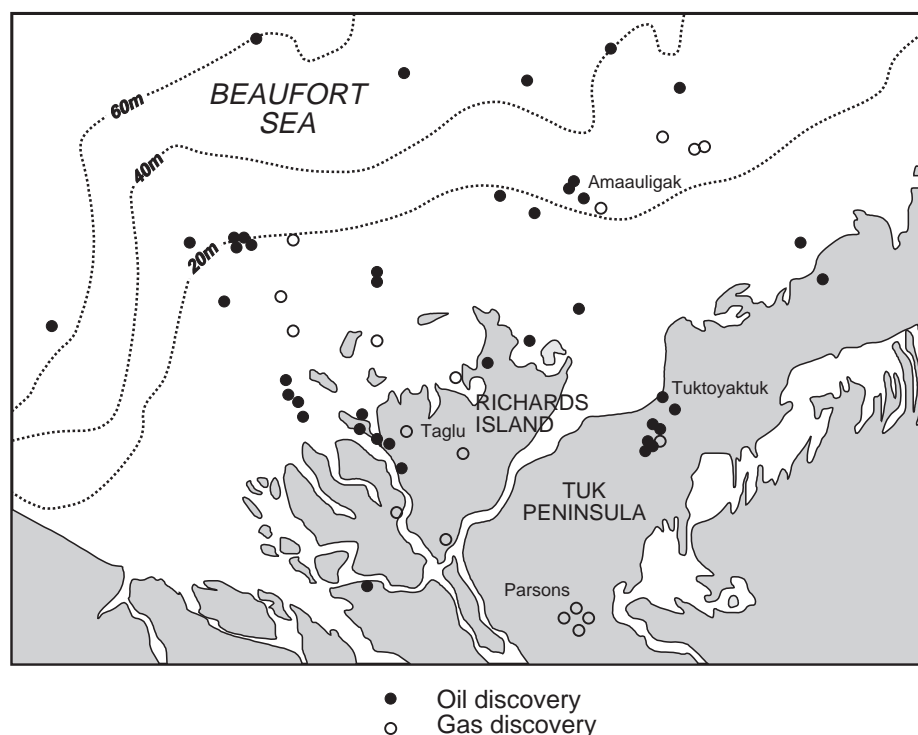 60m
BEAUFORT
SEA
40m
Amaauligak
20m
Tuktoyaktuk
RICHARDS
ISLAND
Taglu
TUK
PENINSULA
Parsons
Oil discovery
Gas discovery